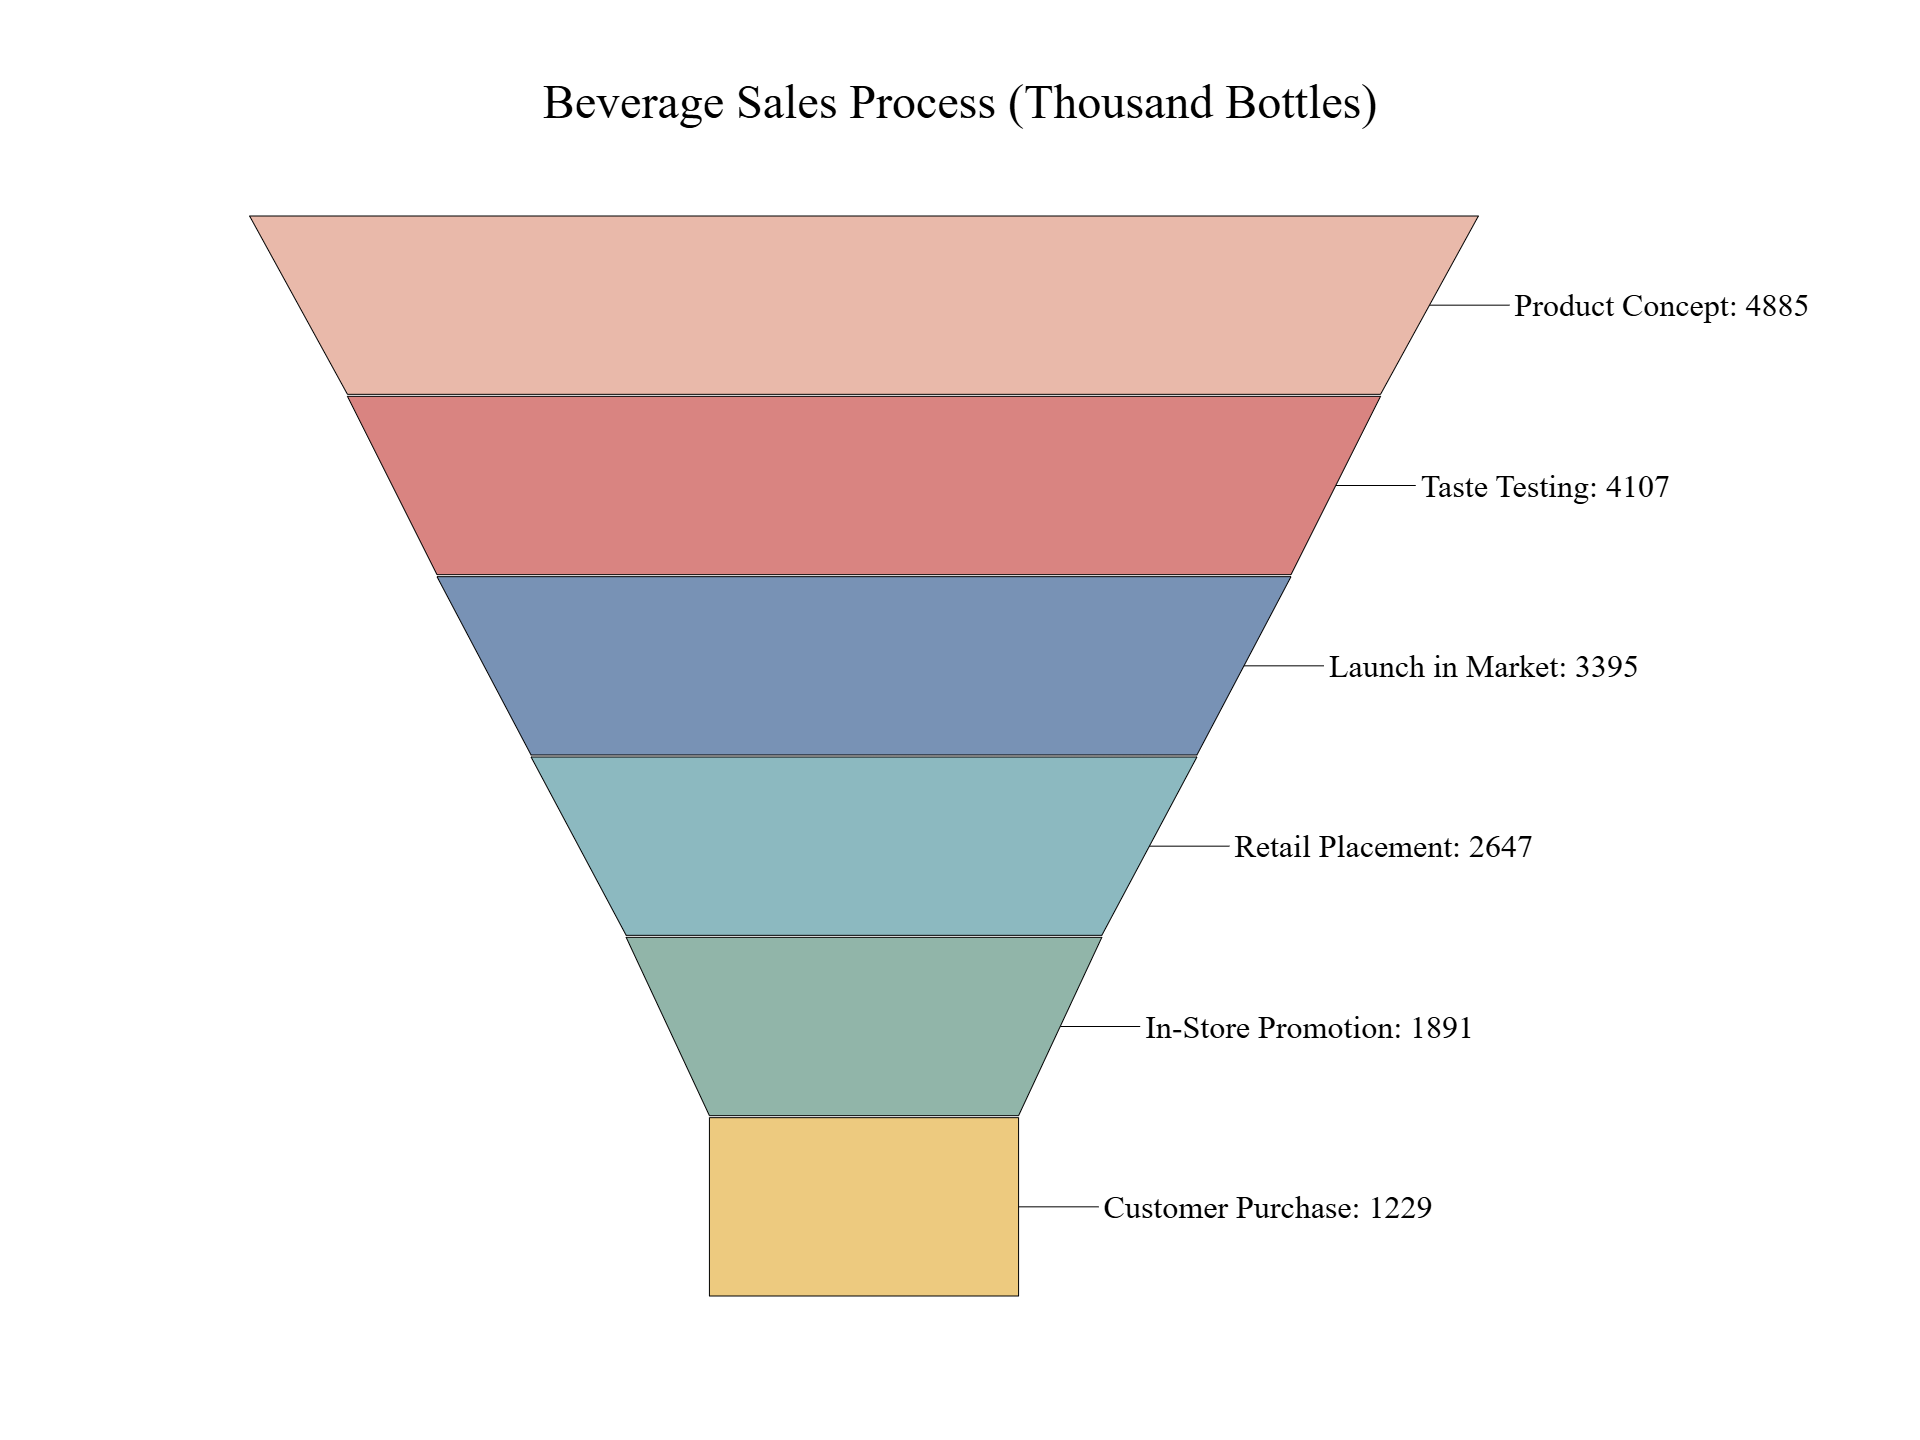 Beverage Sales Process (Thousand Bottles)
Product Concept: 4885
Taste Testing: 4107
Launch in Market: 3395
Retail Placement: 2647
In-Store Promotion: 1891
Customer Purchase: 1229